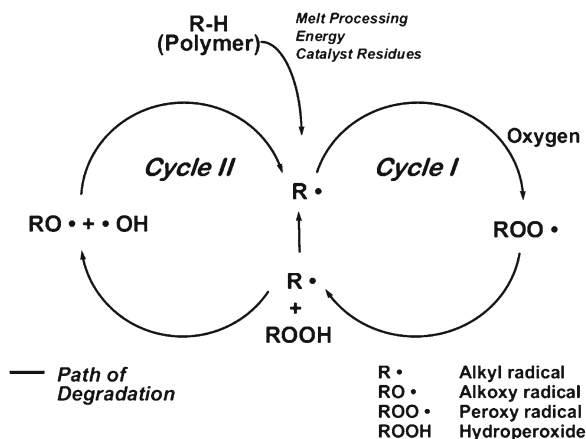 R-H
(Polymer)
Melt Processing
Energy
Catalyst Residues
Cycle II
Cycle I
Oxygen
R •
RO • + • OH
ROO •
R •
+
ROOH
Path of
Degradation
R • Alkyl radical
RO • Alkoxy radical
ROO • Peroxy radical
ROOH Hydroperoxide